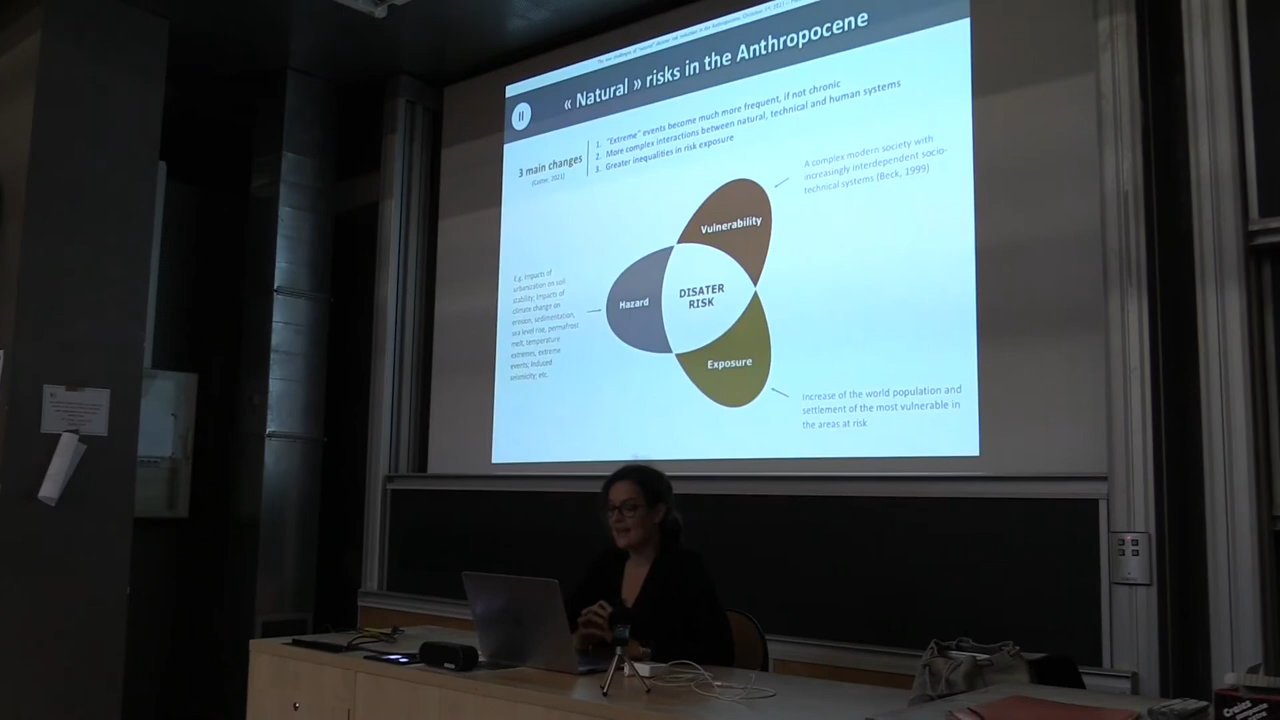 « Natural » risks in the Anthropocene
II
3 main changes
(Cutter, 2021)
1. "Extreme" events become much more frequent, if not chronic
2. More complex interactions between natural, technical and human systems
3. Greater inequalities in risk exposure
A complex modern society with
increasingly interdependent socio-
technical systems (Beck, 1999)
Vulnerability
E.g. Impacts of
urbanization on soil
stability; Impacts of
climate change on
erosion, sedimentation,
sea level rise, permafrost
melt, temperature
extremes, extreme
events; Induced
seismicity; etc.
Hazard
DISATER
RISK
Exposure
Increase of the world population and
settlement of the most vulnerable in
the areas at risk